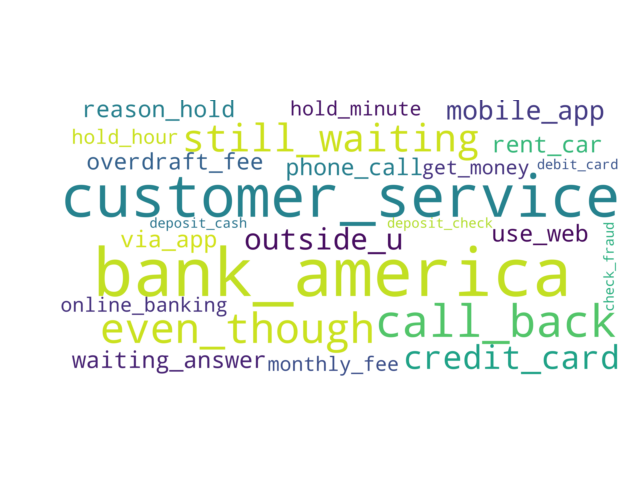 reason_hold hold_minute mobile_app
hold_hour still_waiting rent_car
overdraft_fee phone_call get_money debit_card
customer_service
deposit_cash deposit_check
via_app outside_u use_web
bank_america
check_fraud
online_banking
even_though call_back
waiting_answer monthly_fee credit_card